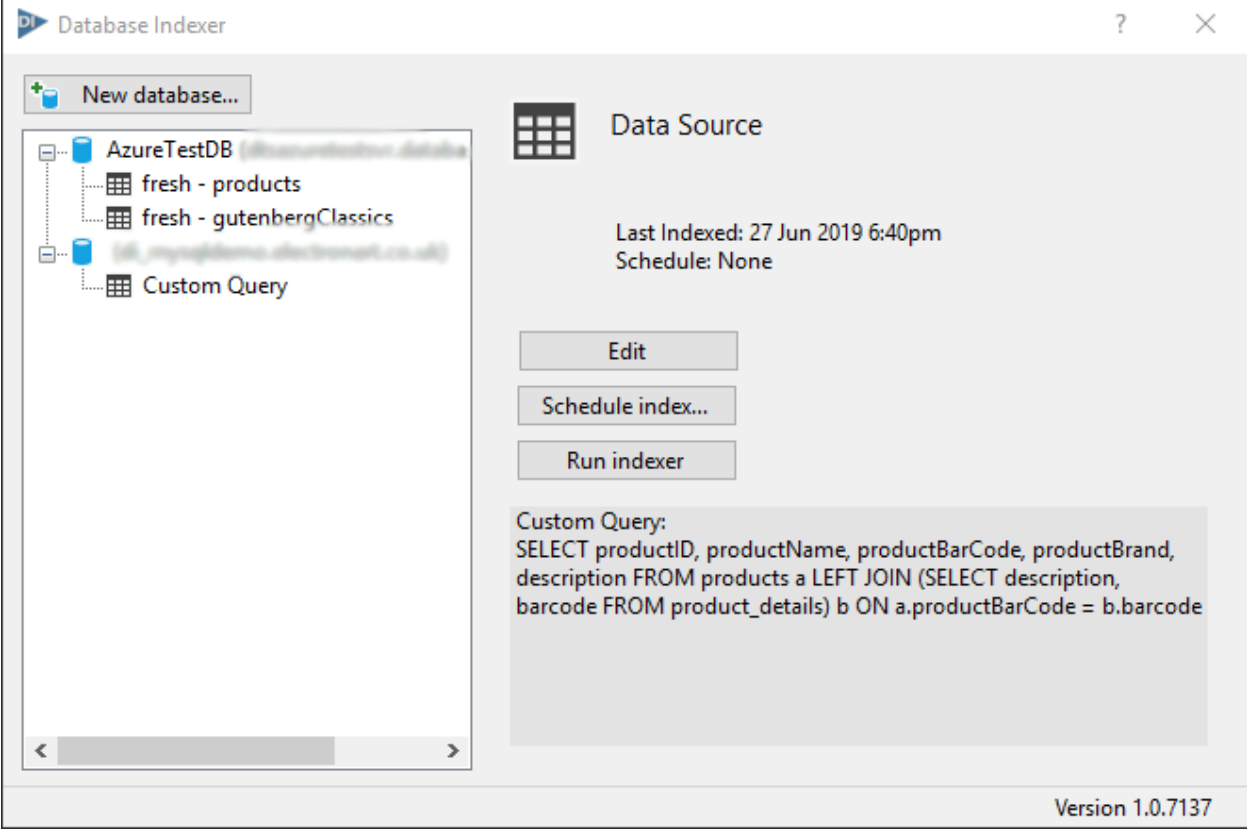 DI Database Indexer
New database...
AzureTestDB
fresh - products
fresh - gutenbergClassics
Custom Query
Data Source
Last Indexed: 27 Jun 2019 6:40pm
Schedule: None
Edit
Schedule index...
Run indexer
Custom Query:
SELECT productID, productName, productBarCode, productBrand,
description FROM products a LEFT JOIN (SELECT description,
barcode FROM product_details) b ON a.productBarCode = b.barcode
Version 1.0.7137